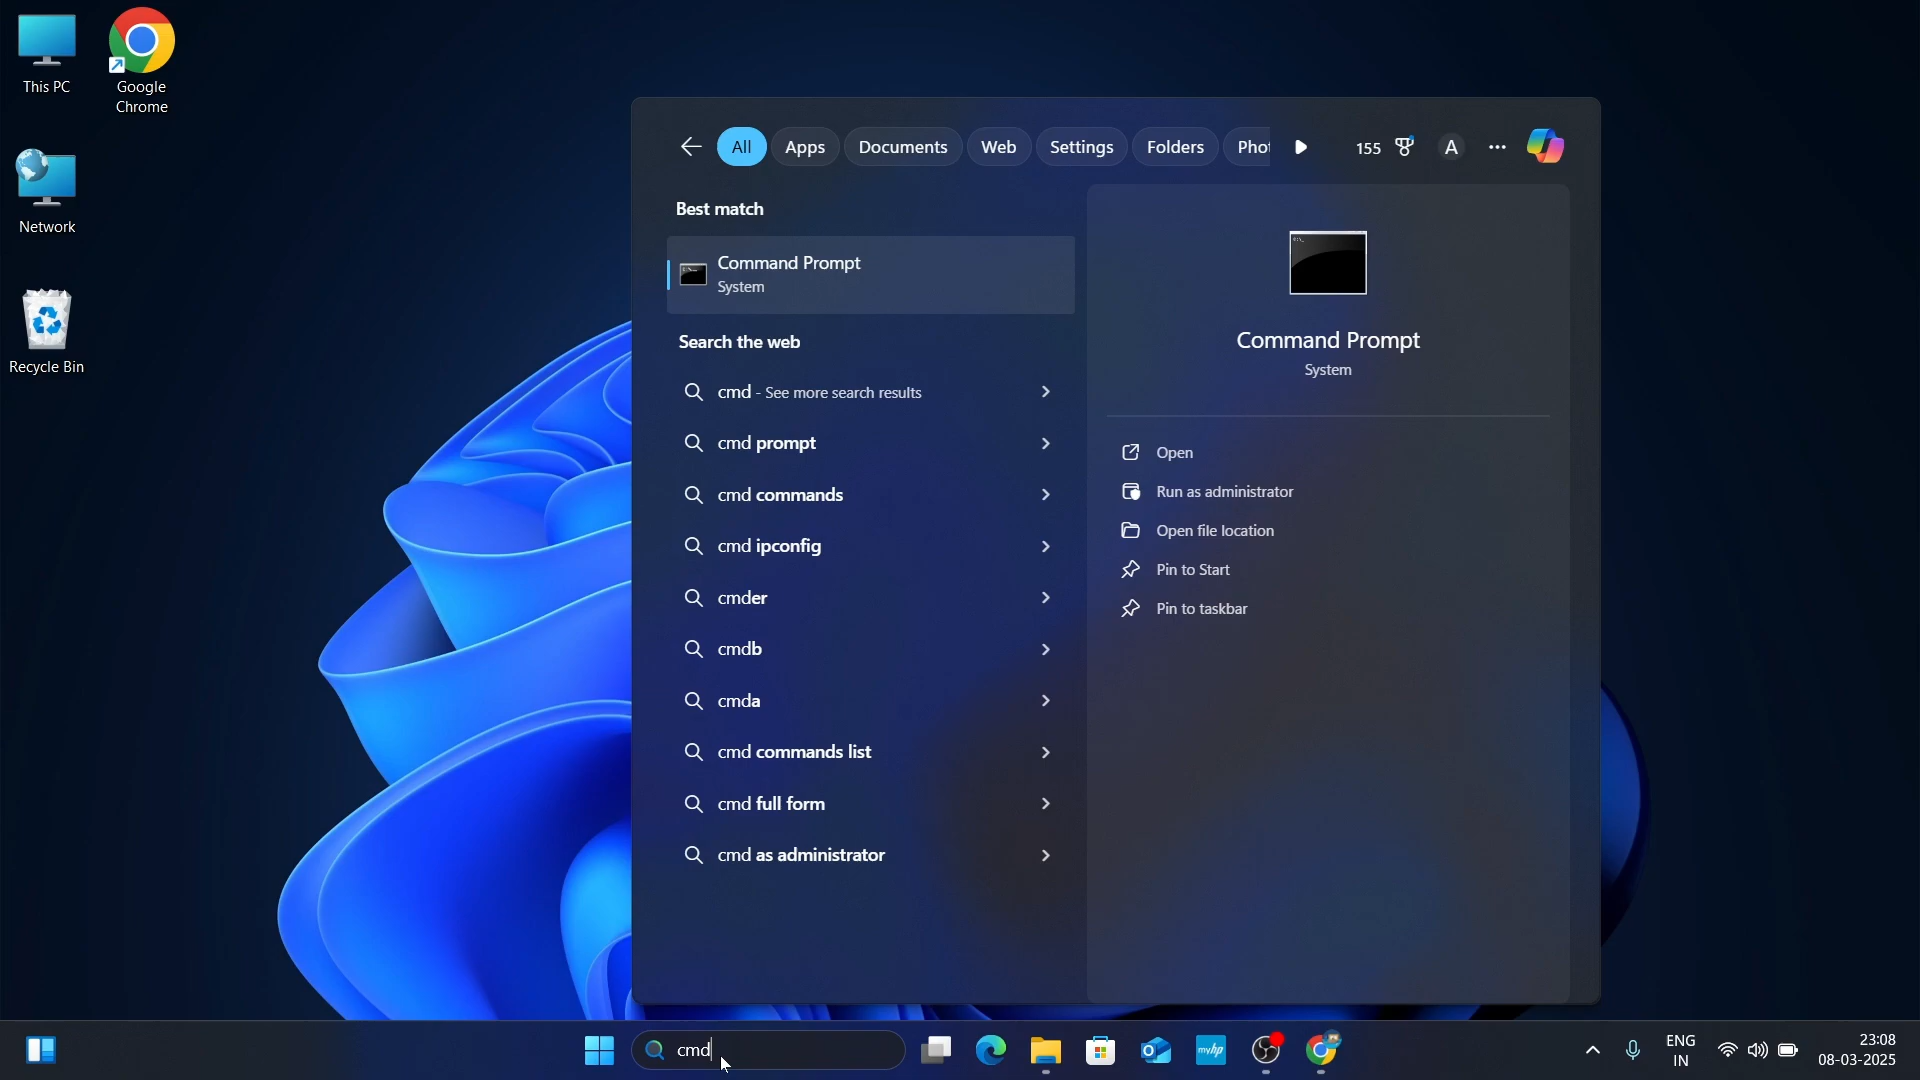 This PC
Google
Chrome
Network
Recycle Bin
All
Apps
Documents
Web
Settings
Folders
Phot
155
A
Best match
Command Prompt
System
Search the web
cmd - See more search results
cmd prompt
cmd commands
cmd ipconfig
cmder
cmdb
cmda
cmd commands list
cmd full form
cmd as administrator
Command Prompt
System
Open
Run as administrator
Open file location
Pin to Start
Pin to taskbar
cmd
myhp
ENG
IN
23:08
08-03-2025